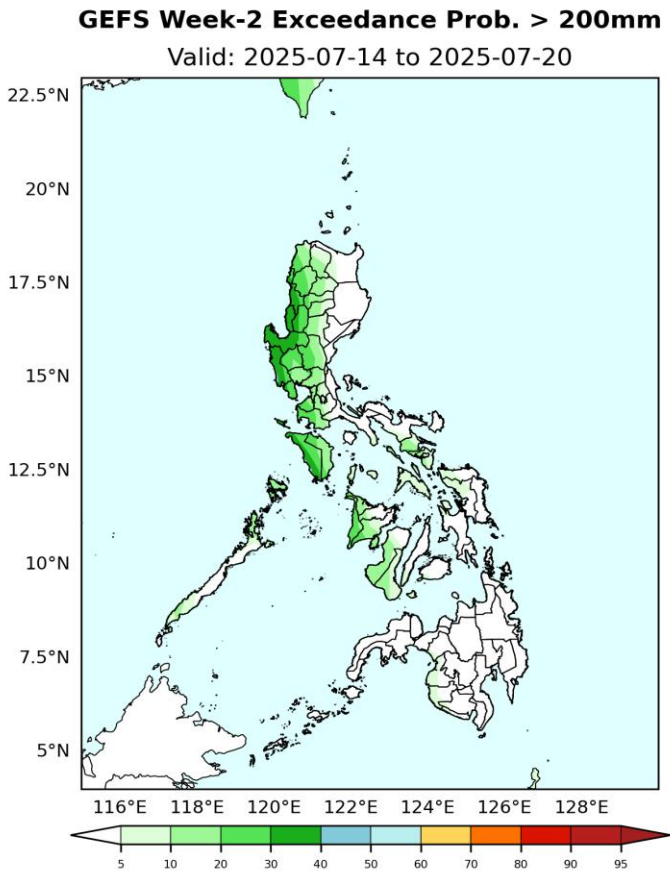 GEFS Week-2 Exceedance Prob. > 200mm
Valid: 2025-07-14 to 2025-07-20
22.5°N
20°N
17.5°N
15°N
12.5°N
10°N
7.5°N
5°N
116°E 118°E 120°E 122°E 124°E 126°E 128°E
5 10 20 30 40 50 60 70 80 90 95